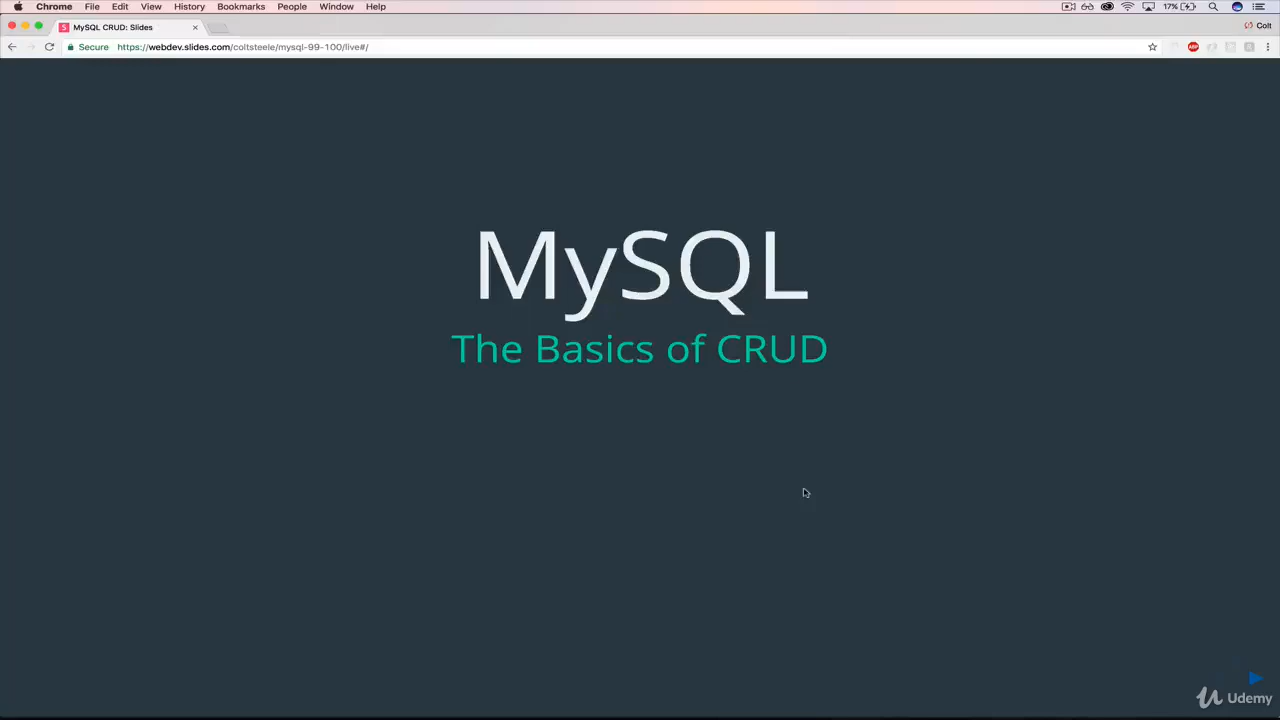 Chrome File Edit View History Bookmarks People Window Help 17%
MySQL CRUD: Slides Colt
Secure https://webdev.slides.com/coltsteele/mysql-99-100/live#/
ABP
MySQL
The Basics of CRUD
Udemy